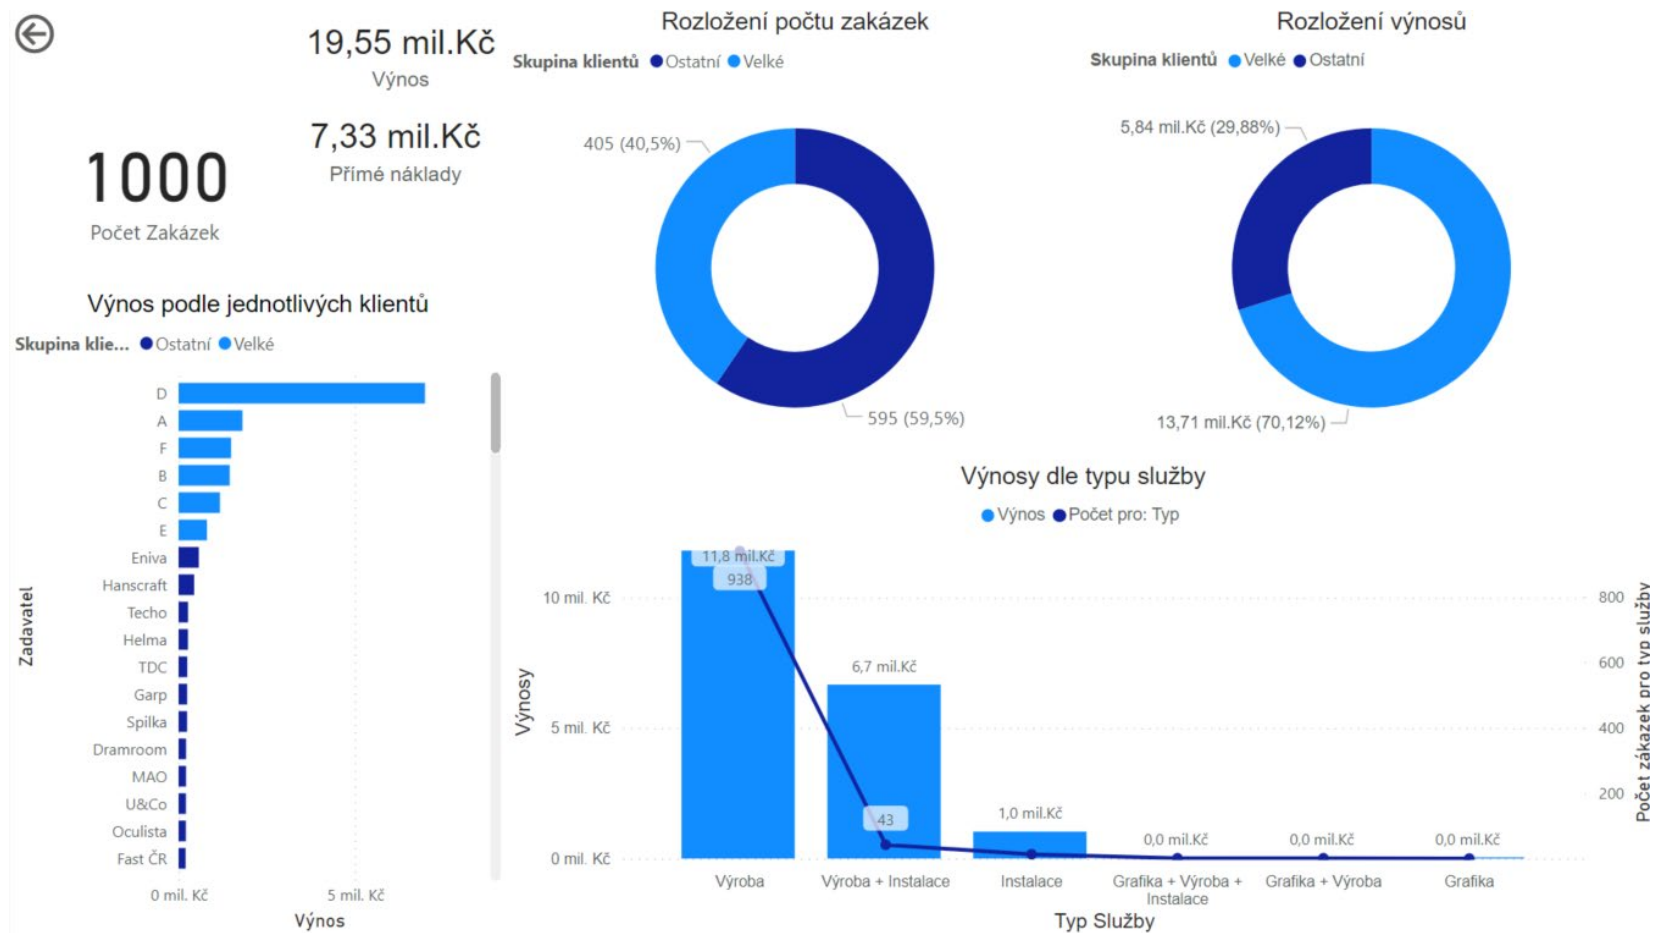 19,55 mil.Kč
Výnos
7,33 mil.Kč
Přímé náklady
1000
Počet Zakázek
Rozložení počtu zakázek
Skupina klientů Ostatní Velké
405 (40,5%)
595 (59,5%)
Rozložení výnosů
Skupina klientů Velké Ostatní
5,84 mil.Kč (29,88%)
13,71 mil.Kč (70,12%)
Výnos podle jednotlivých klientů
Skupina klie... Ostatní Velké
Zadavatel
D
A
F
B
C
E
Eniva
Hanscraft
Techo
Helma
TDC
Garp
Spilka
Dramroom
MAO
U&Co
Oculista
Fast ČR
0 mil. Kč 5 mil. Kč
Výnos
Výnosy dle typu služby
Výnos Počet pro: Typ
Výnosy
10 mil. Kč
5 mil. Kč
0 mil. Kč
11,8 mil.Kč
938
6,7 mil.Kč
43
1,0 mil.Kč
0,0 mil.Kč
0,0 mil.Kč
0,0 mil.Kč
800
600
400
200
Počet zákazek pro typ služby
Výroba
Výroba + Instalace
Instalace
Grafika + Výroba +
Instalace
Grafika + Výroba
Grafika
Typ Služby